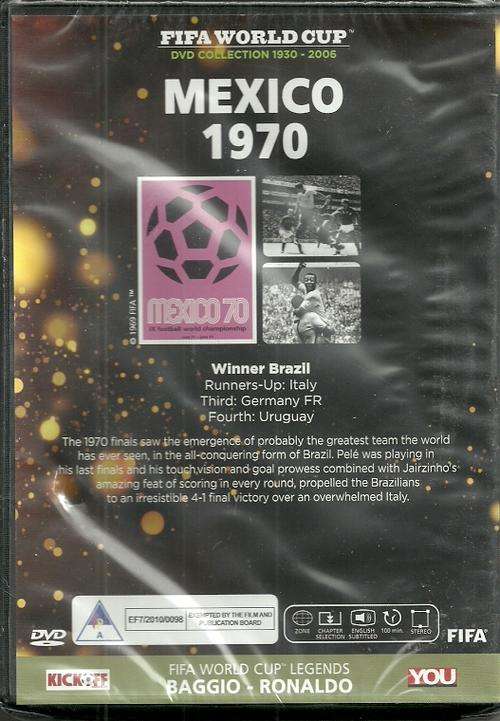 FIFA WORLD CUP™
DVD COLLECTION 1930 - 2006
MEXICO
1970
© 1969 FIFA ™
MEXICO70
Winner Brazil
Runners-Up: Italy
Third: Germany FR
Fourth: Uruguay
The 1970 finals saw the emergence of probably the greatest team the world
has ever seen, in the all-conquering form of Brazil. Pelé was playing in
his last finals and his touch,vision and goal prowess combined with Jairzinho's
amazing feat of scoring in every round, propelled the Brazilians
to an irresistible 4-1 final victory over an overwhelmed Italy.
A
EF7/2010/0098
EXEMPTED BY THE FILM AND
PUBLICATION BOARD
ZONE
CHAPTER
SELECTION
ENGLISH
SUBTITLED
100 min.
STEREO
DVD
FIFA
KICKOFF
FIFA WORLD CUP™ LEGENDS
BAGGIO - RONALDO
YOU